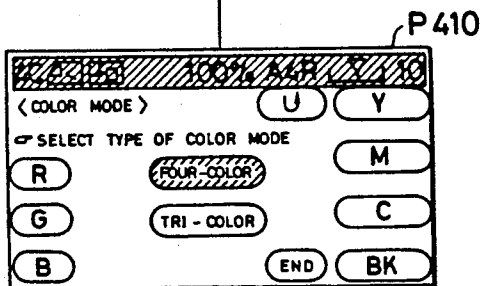 P410
100% A4R
〈COLOR MODE〉 U Y
☞SELECT TYPE OF COLOR MODE
R FOUR-COLOR M
G TRI-COLOR C
B END BK